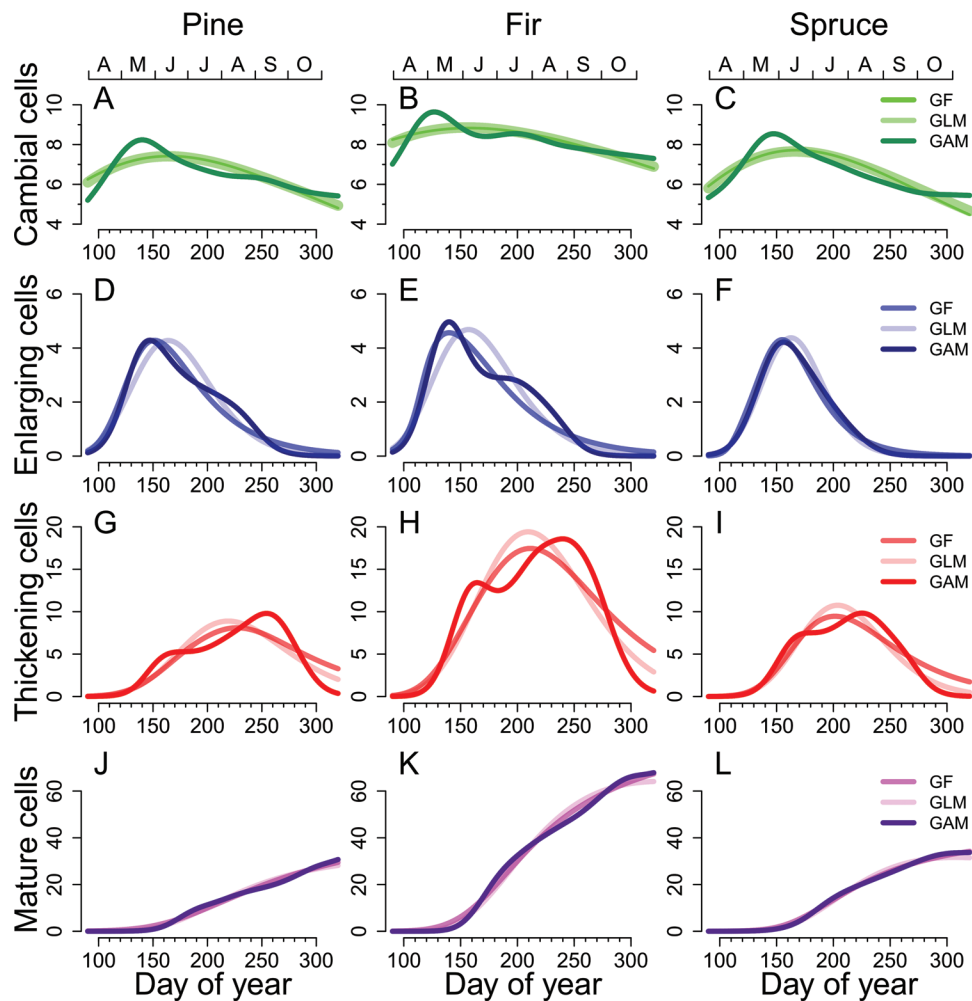 Pine Fir Spruce
A M J J A S O A M J J A S O A M J J A S O
Cambial cells
A B C
4 6 8 10 4 6 8 10 4 6 8 10
GF
GLM
GAM
100 150 200 250 300 100 150 200 250 300 100 150 200 250 300
Enlarging cells
D E F
0 2 4 6 0 2 4 6 0 2 4 6
GF
GLM
GAM
100 150 200 250 300 100 150 200 250 300 100 150 200 250 300
Thickening cells
G H I
0 5 10 15 20 0 5 10 15 20 0 5 10 15 20
GF
GLM
GAM
100 150 200 250 300 100 150 200 250 300 100 150 200 250 300
Mature cells
J K L
0 20 40 60 0 20 40 60 0 20 40 60
GF
GLM
GAM
100 150 200 250 300 100 150 200 250 300 100 150 200 250 300
Day of year Day of year Day of year